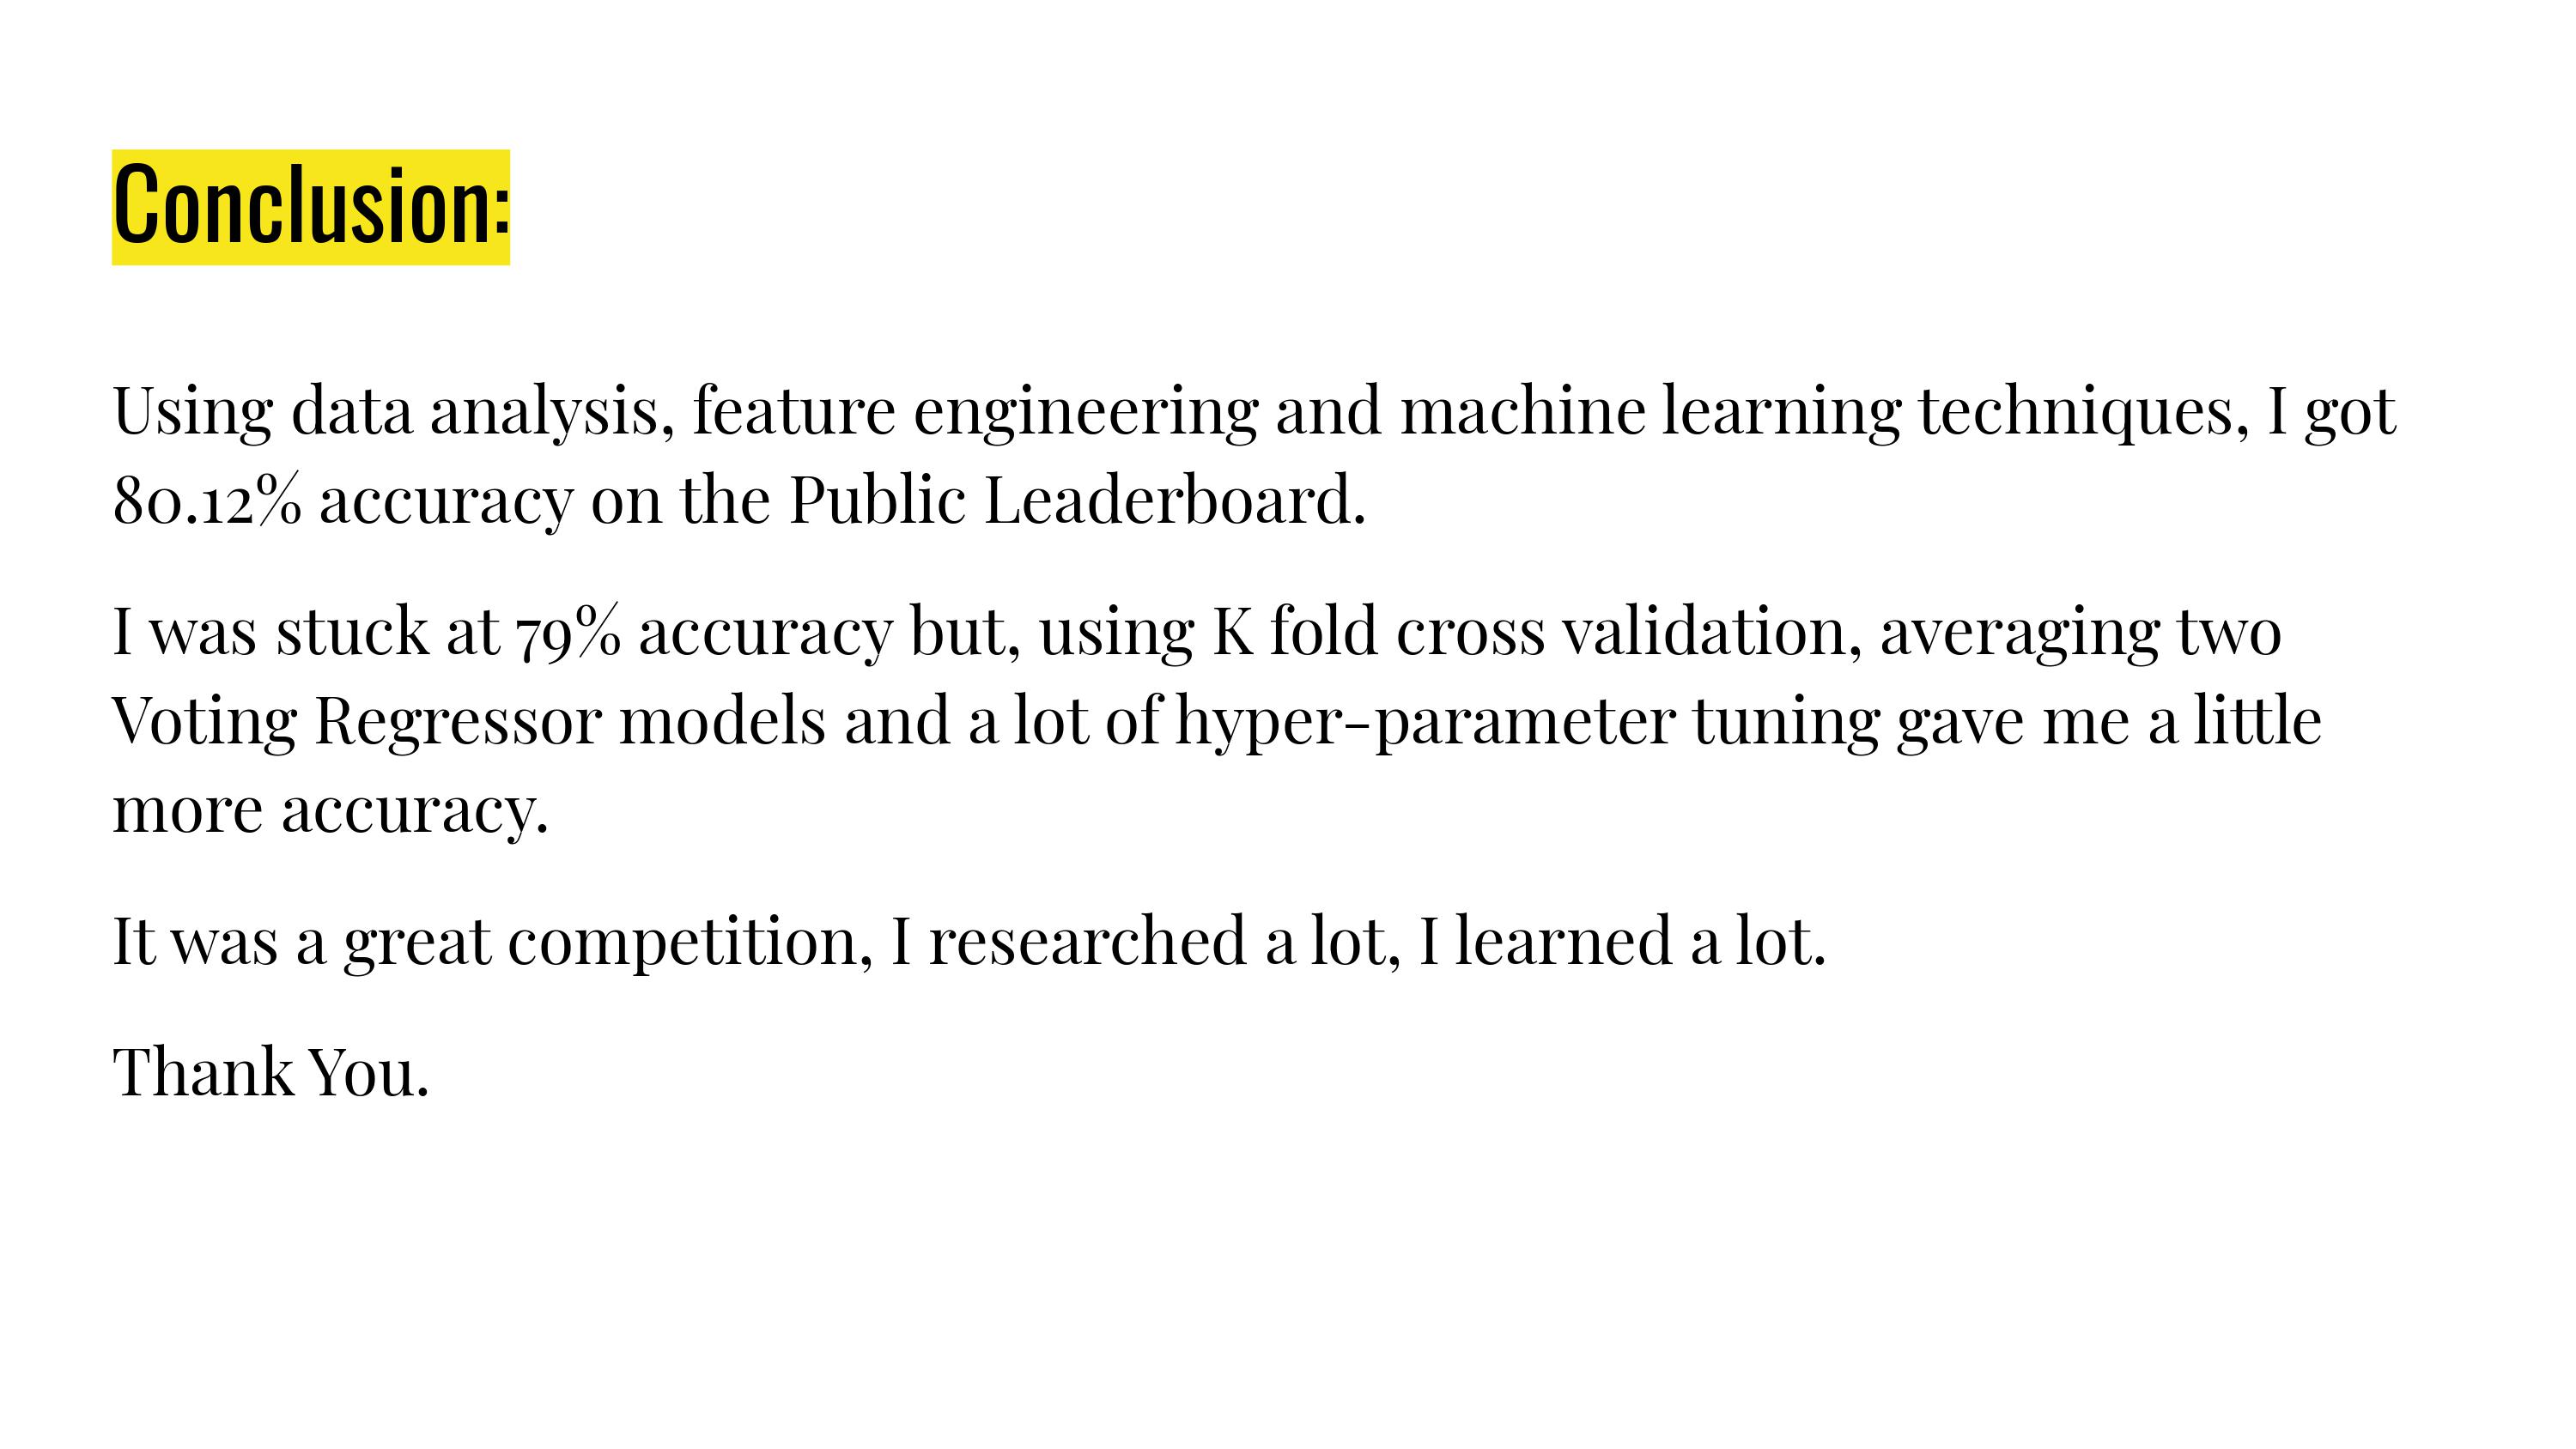 Conclusion:
Using data analysis, feature engineering and machine learning techniques, I got
80.12% accuracy on the Public Leaderboard.
I was stuck at 79% accuracy but, using K fold cross validation, averaging two
Voting Regressor models and a lot of hyper-parameter tuning gave me a little
more accuracy.
It was a great competition, I researched a lot, I learned a lot.
Thank You.